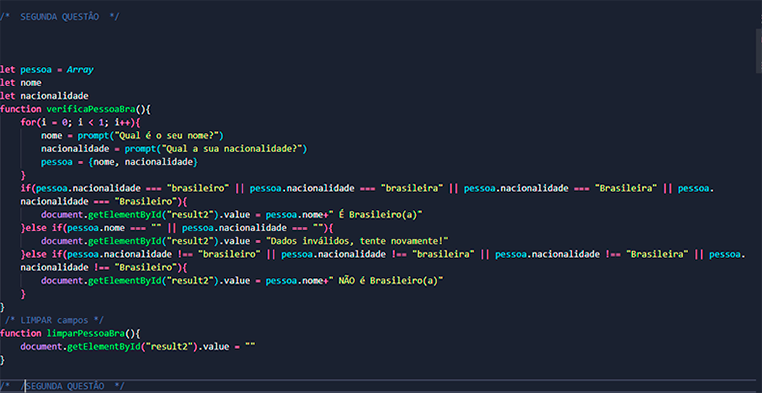 /*  SEGUNDA QUESTÃO  */
let pessoa = Array
let nome
let nacionalidade
function verificaPessoaBra(){
    for(i = 0; i < 1; i++){
        nome = prompt("Qual é o seu nome?")
        nacionalidade = prompt("Qual a sua nacionalidade?")
        pessoa = {nome, nacionalidade}
    }
    if(pessoa.nacionalidade === "brasileiro" || pessoa.nacionalidade === "brasileira" || pessoa.nacionalidade === "Brasileira" || pessoa.
    nacionalidade === "Brasileiro"){
        document.getElementById("result2").value = pessoa.nome+" É Brasileiro(a)"
    }else if(pessoa.nome === "" || pessoa.nacionalidade === ""){
        document.getElementById("result2").value = "Dados inválidos, tente novamente!"
    }else if(pessoa.nacionalidade !== "brasileiro" || pessoa.nacionalidade !== "brasileira" || pessoa.nacionalidade !== "Brasileira" || pessoa.
    nacionalidade !== "Brasileiro"){
        document.getElementById("result2").value = pessoa.nome+" NÃO é Brasileiro(a)"
    }
}
 /* LIMPAR campos */
function limparPessoaBra(){
    document.getElementById("result2").value = ""
}
/*  /SEGUNDA QUESTÃO  */